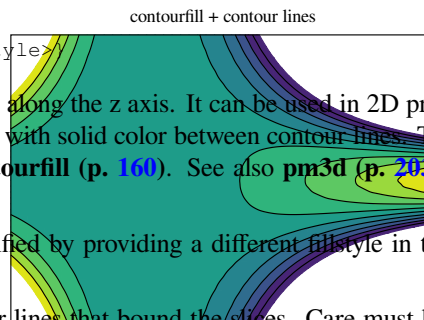 contourfill + contour lines
yle>}
along the z axis. It can be used in 2D pr
with solid color between contour lines. T
ourfill (p. 160). See also pm3d (p. 20
fied by providing a different fillstyle in t
r lines that bound the slices. Care must b